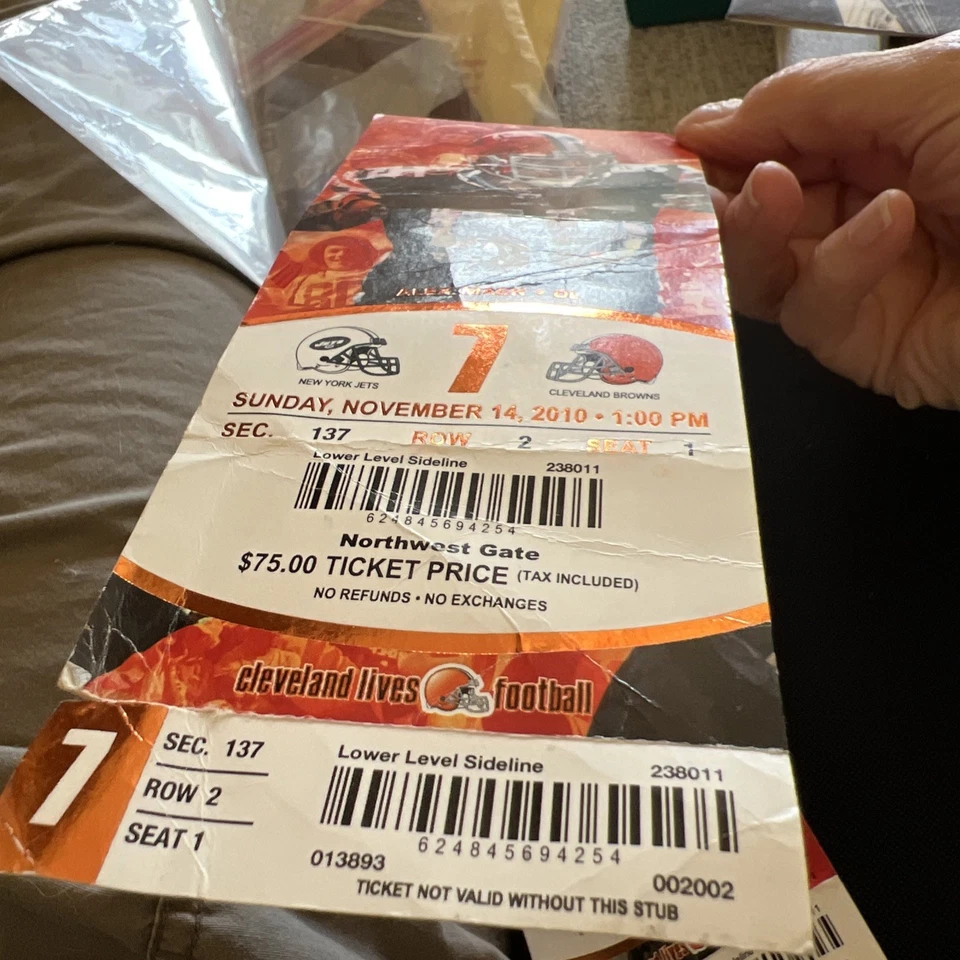 ALEX MACK • OL
NEW YORK JETS
7
CLEVELAND BROWNS
SUNDAY, NOVEMBER 14, 2010 • 1:00 PM
SEC. 137 ROW 2 SEAT 1
Lower Level Sideline 238011
624845694254
Northwest Gate
$75.00 TICKET PRICE (TAX INCLUDED)
NO REFUNDS • NO EXCHANGES
cleveland lives football
7
SEC. 137
ROW 2
SEAT 1
Lower Level Sideline 238011
624845694254
013893 002002
TICKET NOT VALID WITHOUT THIS STUB